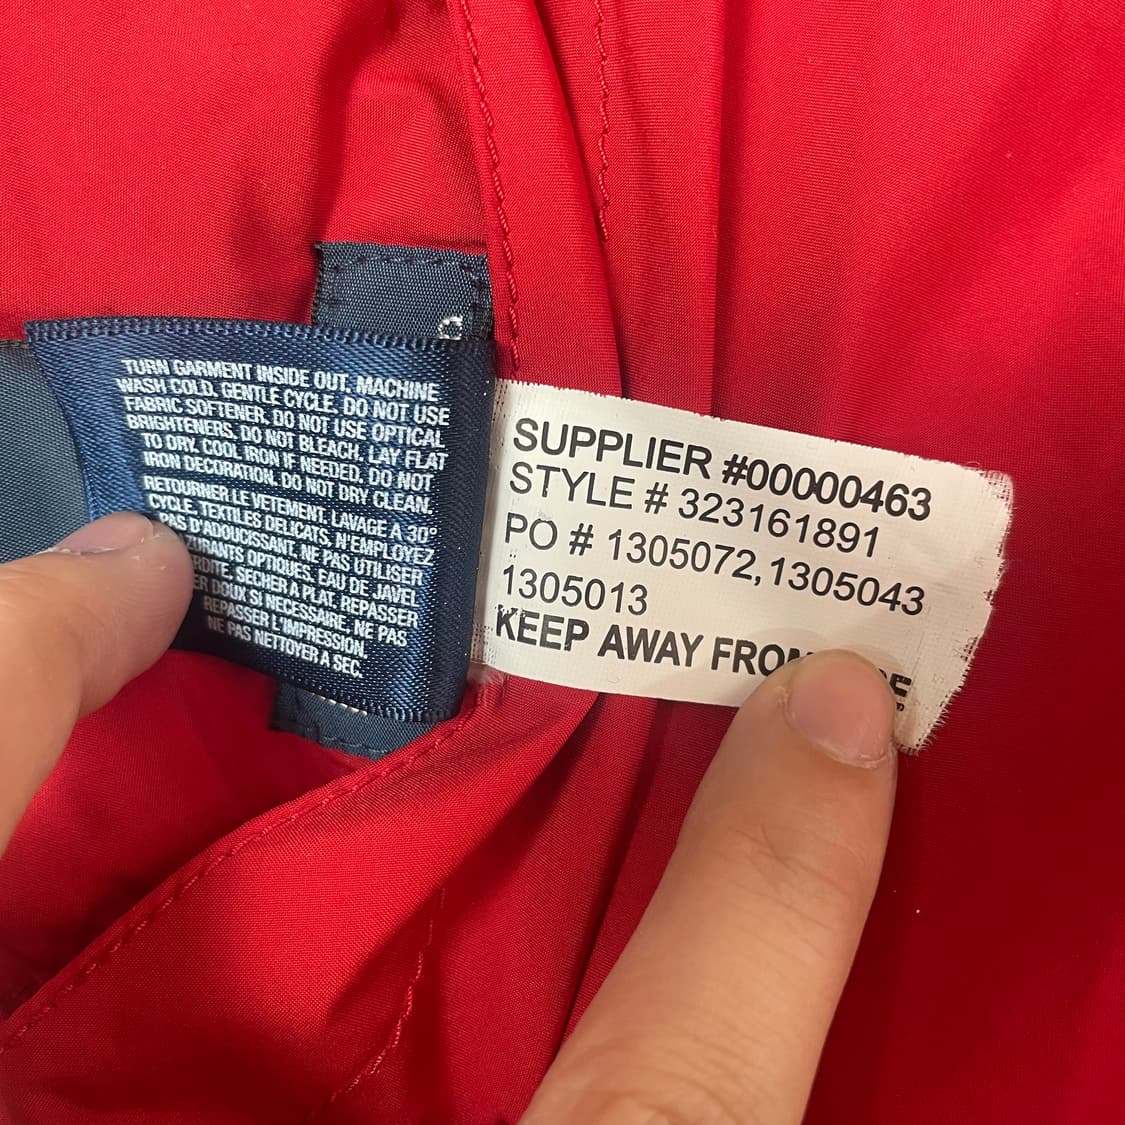 TURN GARMENT INSIDE OUT. MACHINE
WASH COLD, GENTLE CYCLE. DO NOT USE
FABRIC SOFTENER. DO NOT USE OPTICAL
BRIGHTENERS. DO NOT BLEACH. LAY FLAT
TO DRY. COOL IRON IF NEEDED. DO NOT
IRON DECORATION. DO NOT DRY CLEAN.
RETOURNER LE VETEMENT. LAVAGE A 30°
CYCLE, TEXTILES DELICATS. N'EMPLOYEZ
PAS D'ADOUCISSANT. NE PAS UTILISER
OPTIQUES. EAU DE JAVEL
SECHER A PLAT. REPASSER
DOUX SI NECESSAIRE. NE PAS
REPASSER L'IMPRESSION.
NE PAS NETTOYER A SEC.
SUPPLIER #00000463
STYLE # 323161891
PO # 1305072,1305043
1305013
KEEP AWAY FROM